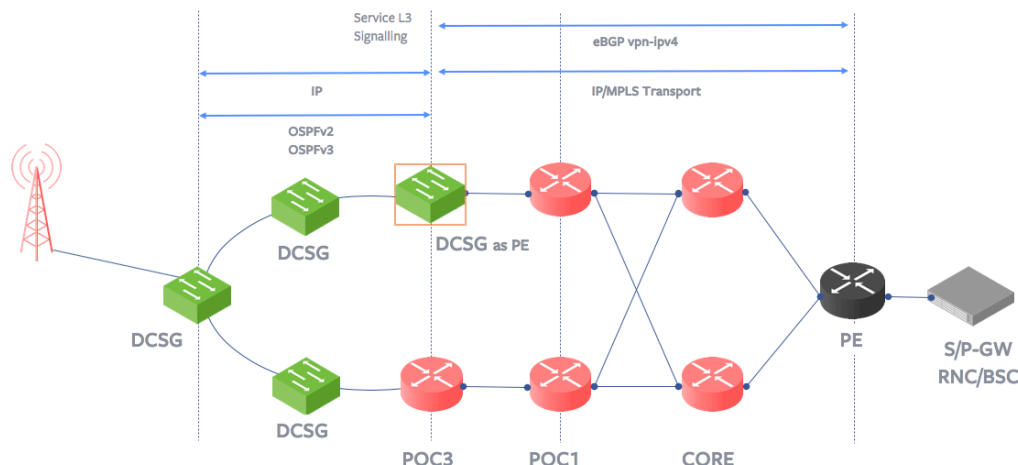 Service L3
Signalling
eBGP vpn-ipv4
IP
IP/MPLS Transport
OSPFv2
OSPFv3
DCSG
DCSG as PE
DCSG
PE
S/P-GW
RNC/BSC
DCSG
POC3
POC1
CORE